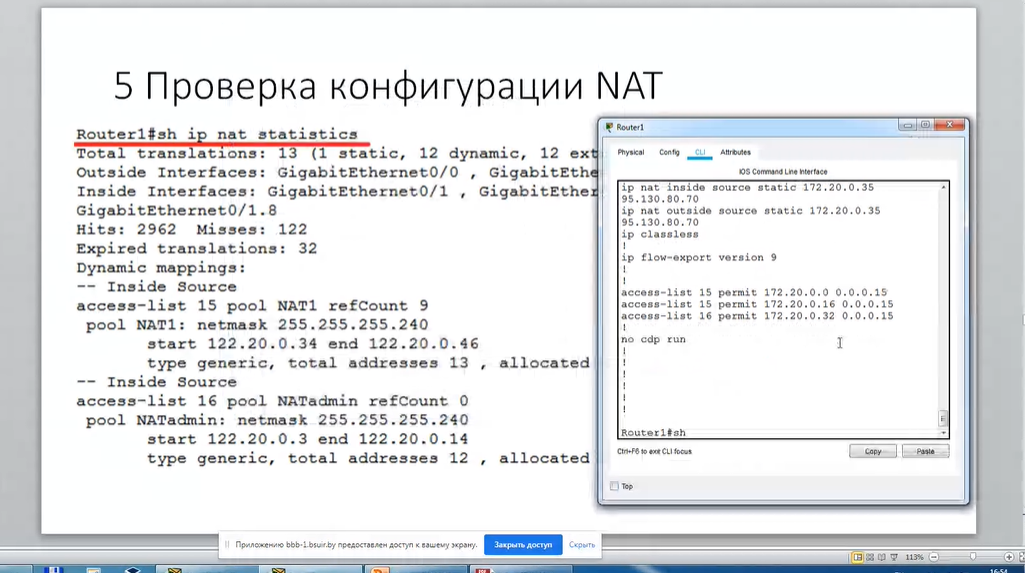 5 Проверка конфигурации NAT
Router1#sh ip nat statistics
Total translations: 13 (1 static, 12 dynamic, 12 ext
Outside Interfaces: GigabitEthernet0/0 , GigabitEthe
Inside Interfaces: GigabitEthernet0/1 , GigabitEther
GigabitEthernet0/1.8
Hits: 2962 Misses: 122
Expired translations: 32
Dynamic mappings:
-- Inside Source
access-list 15 pool NAT1 refCount 9
pool NAT1: netmask 255.255.255.240
start 122.20.0.34 end 122.20.0.46
type generic, total addresses 13 , allocated
-- Inside Source
access-list 16 pool NATadmin refCount 0
pool NATadmin: netmask 255.255.255.240
start 122.20.0.3 end 122.20.0.14
type generic, total addresses 12 , allocated
Router1
Physical Config CLI Attributes
IOS Command Line Interface
ip nat inside source static 172.20.0.35
95.130.80.70
ip nat outside source static 172.20.0.35
95.130.80.70
ip classless
!
ip flow-export version 9
!
!
access-list 15 permit 172.20.0.0 0.0.0.15
access-list 15 permit 172.20.0.16 0.0.0.15
access-list 16 permit 172.20.0.32 0.0.0.15
!
no cdp run
!
!
!
!
!
!
Router1#sh
Ctrl+F6 to exit CLI focus
Copy Paste
Top
Приложению bbb-1.bsuir.by предоставлен доступ к вашему экрану. Закрыть доступ Скрыть
113%
16:54